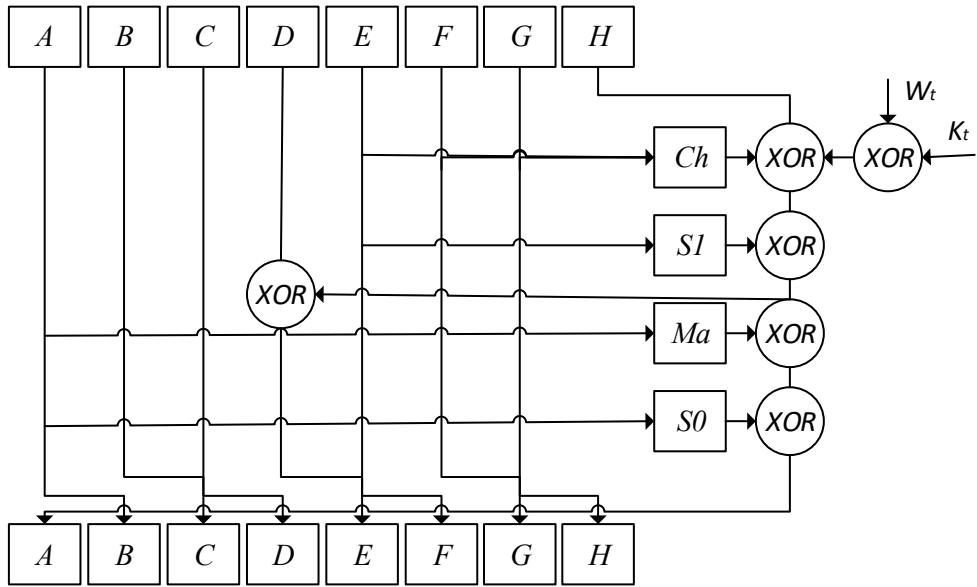 A B C D E F G H
Wt
Kt
Ch XOR XOR
S1 XOR
XOR
Ma XOR
S0 XOR
A B C D E F G H